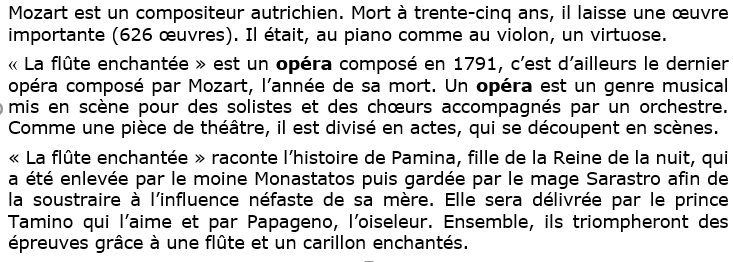 Mozart est un compositeur autrichien. Mort à trente-cinq ans, il laisse une œuvre
importante (626 œuvres). Il était, au piano comme au violon, un virtuose.
« La flûte enchantée » est un opéra composé en 1791, c’est d’ailleurs le dernier
opéra composé par Mozart, l’année de sa mort. Un opéra est un genre musical
mis en scène pour des solistes et des chœurs accompagnés par un orchestre.
Comme une pièce de théâtre, il est divisé en actes, qui se découpent en scènes.
« La flûte enchantée » raconte l’histoire de Pamina, fille de la Reine de la nuit, qui
a été enlevée par le moine Monastatos puis gardée par le mage Sarastro afin de
la soustraire à l’influence néfaste de sa mère. Elle sera délivrée par le prince
Tamino qui l’aime et par Papageno, l’oiseleur. Ensemble, ils triompheront des
épreuves grâce à une flûte et un carillon enchantés.